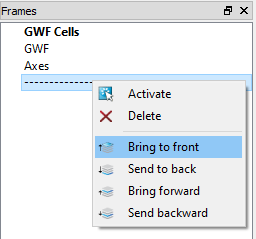 Frames
GWF Cells
GWF
Axes
----------------
Activate
Delete
Bring to front
Send to back
Bring forward
Send backward